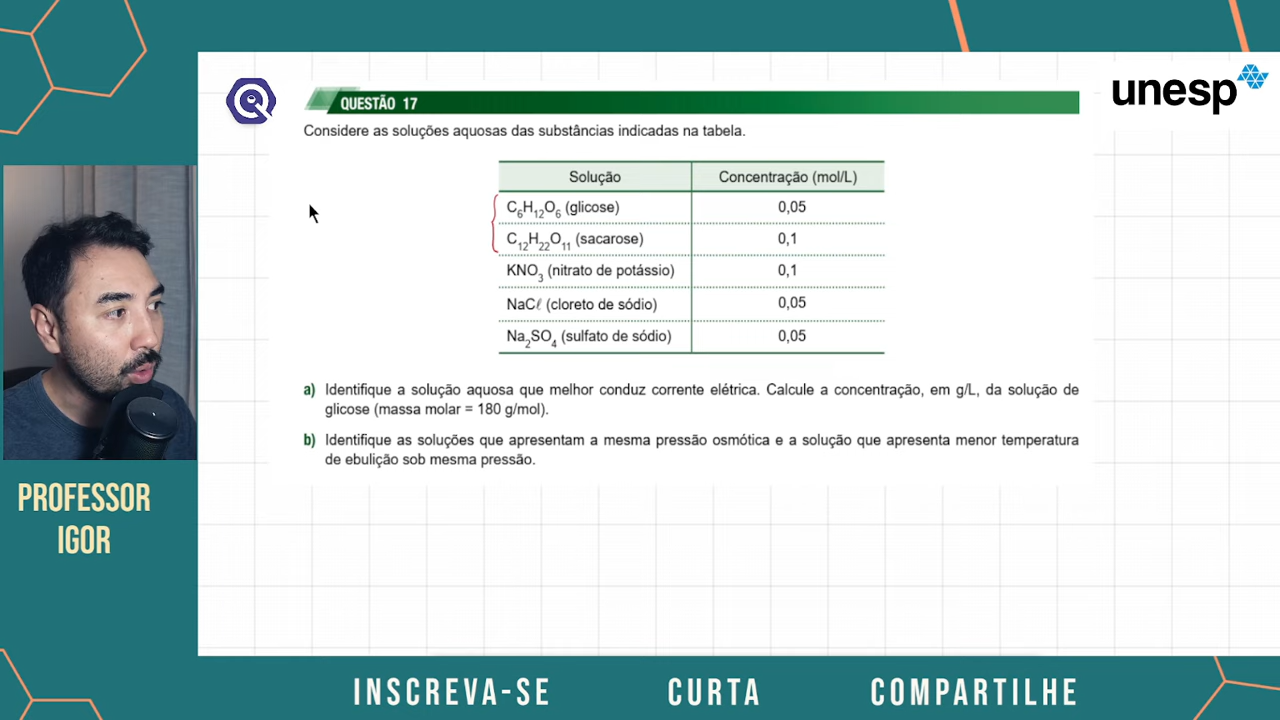 unesp
QUESTÃO 17
Considere as soluções aquosas das substâncias indicadas na tabela.
Solução Concentração (mol/L)
C6H12O6 (glicose) 0,05
C12H22O11 (sacarose) 0,1
KNO3 (nitrato de potássio) 0,1
NaCℓ (cloreto de sódio) 0,05
Na2SO4 (sulfato de sódio) 0,05
a) Identifique a solução aquosa que melhor conduz corrente elétrica. Calcule a concentração, em g/L, da solução de
glicose (massa molar = 180 g/mol).
b) Identifique as soluções que apresentam a mesma pressão osmótica e a solução que apresenta menor temperatura
de ebulição sob mesma pressão.
PROFESSOR
IGOR
INSCREVA-SE CURTA COMPARTILHE